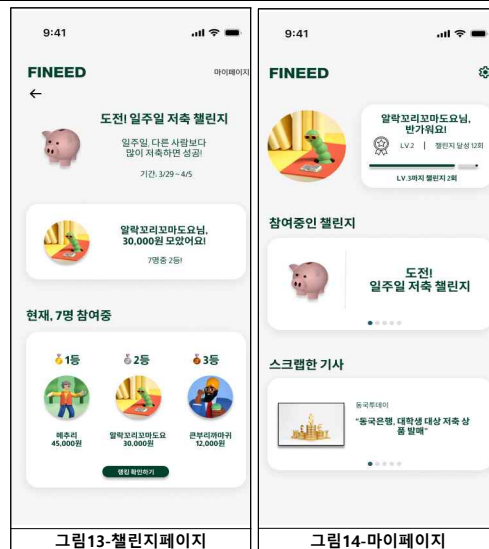 9:41
FINEED
마이페이지
←
도전! 일주일 저축 챌린지
일주일, 다른 사람보다
많이 저축하면 성공!
기간: 3/29 ~ 4/5
알락꼬리꼬마도요님,
30,000원 모았어요!
7명중 2등!
현재, 7명 참여중
1등
2등
3등
메추리
45,000원
알락꼬리꼬마도요
30,000원
큰부리까마귀
12,000원
랭킹 확인하기
그림13-챌린지페이지
9:41
FINEED
알락꼬리꼬마도요님,
반가워요!
LV.2 | 챌린지 달성 12회
LV.3까지 챌린지 2회
참여중인 챌린지
도전!
일주일 저축 챌린지
스크랩한 기사
동국투데이
"동국은행, 대학생 대상 저축 상
품 발매"
그림14-마이페이지